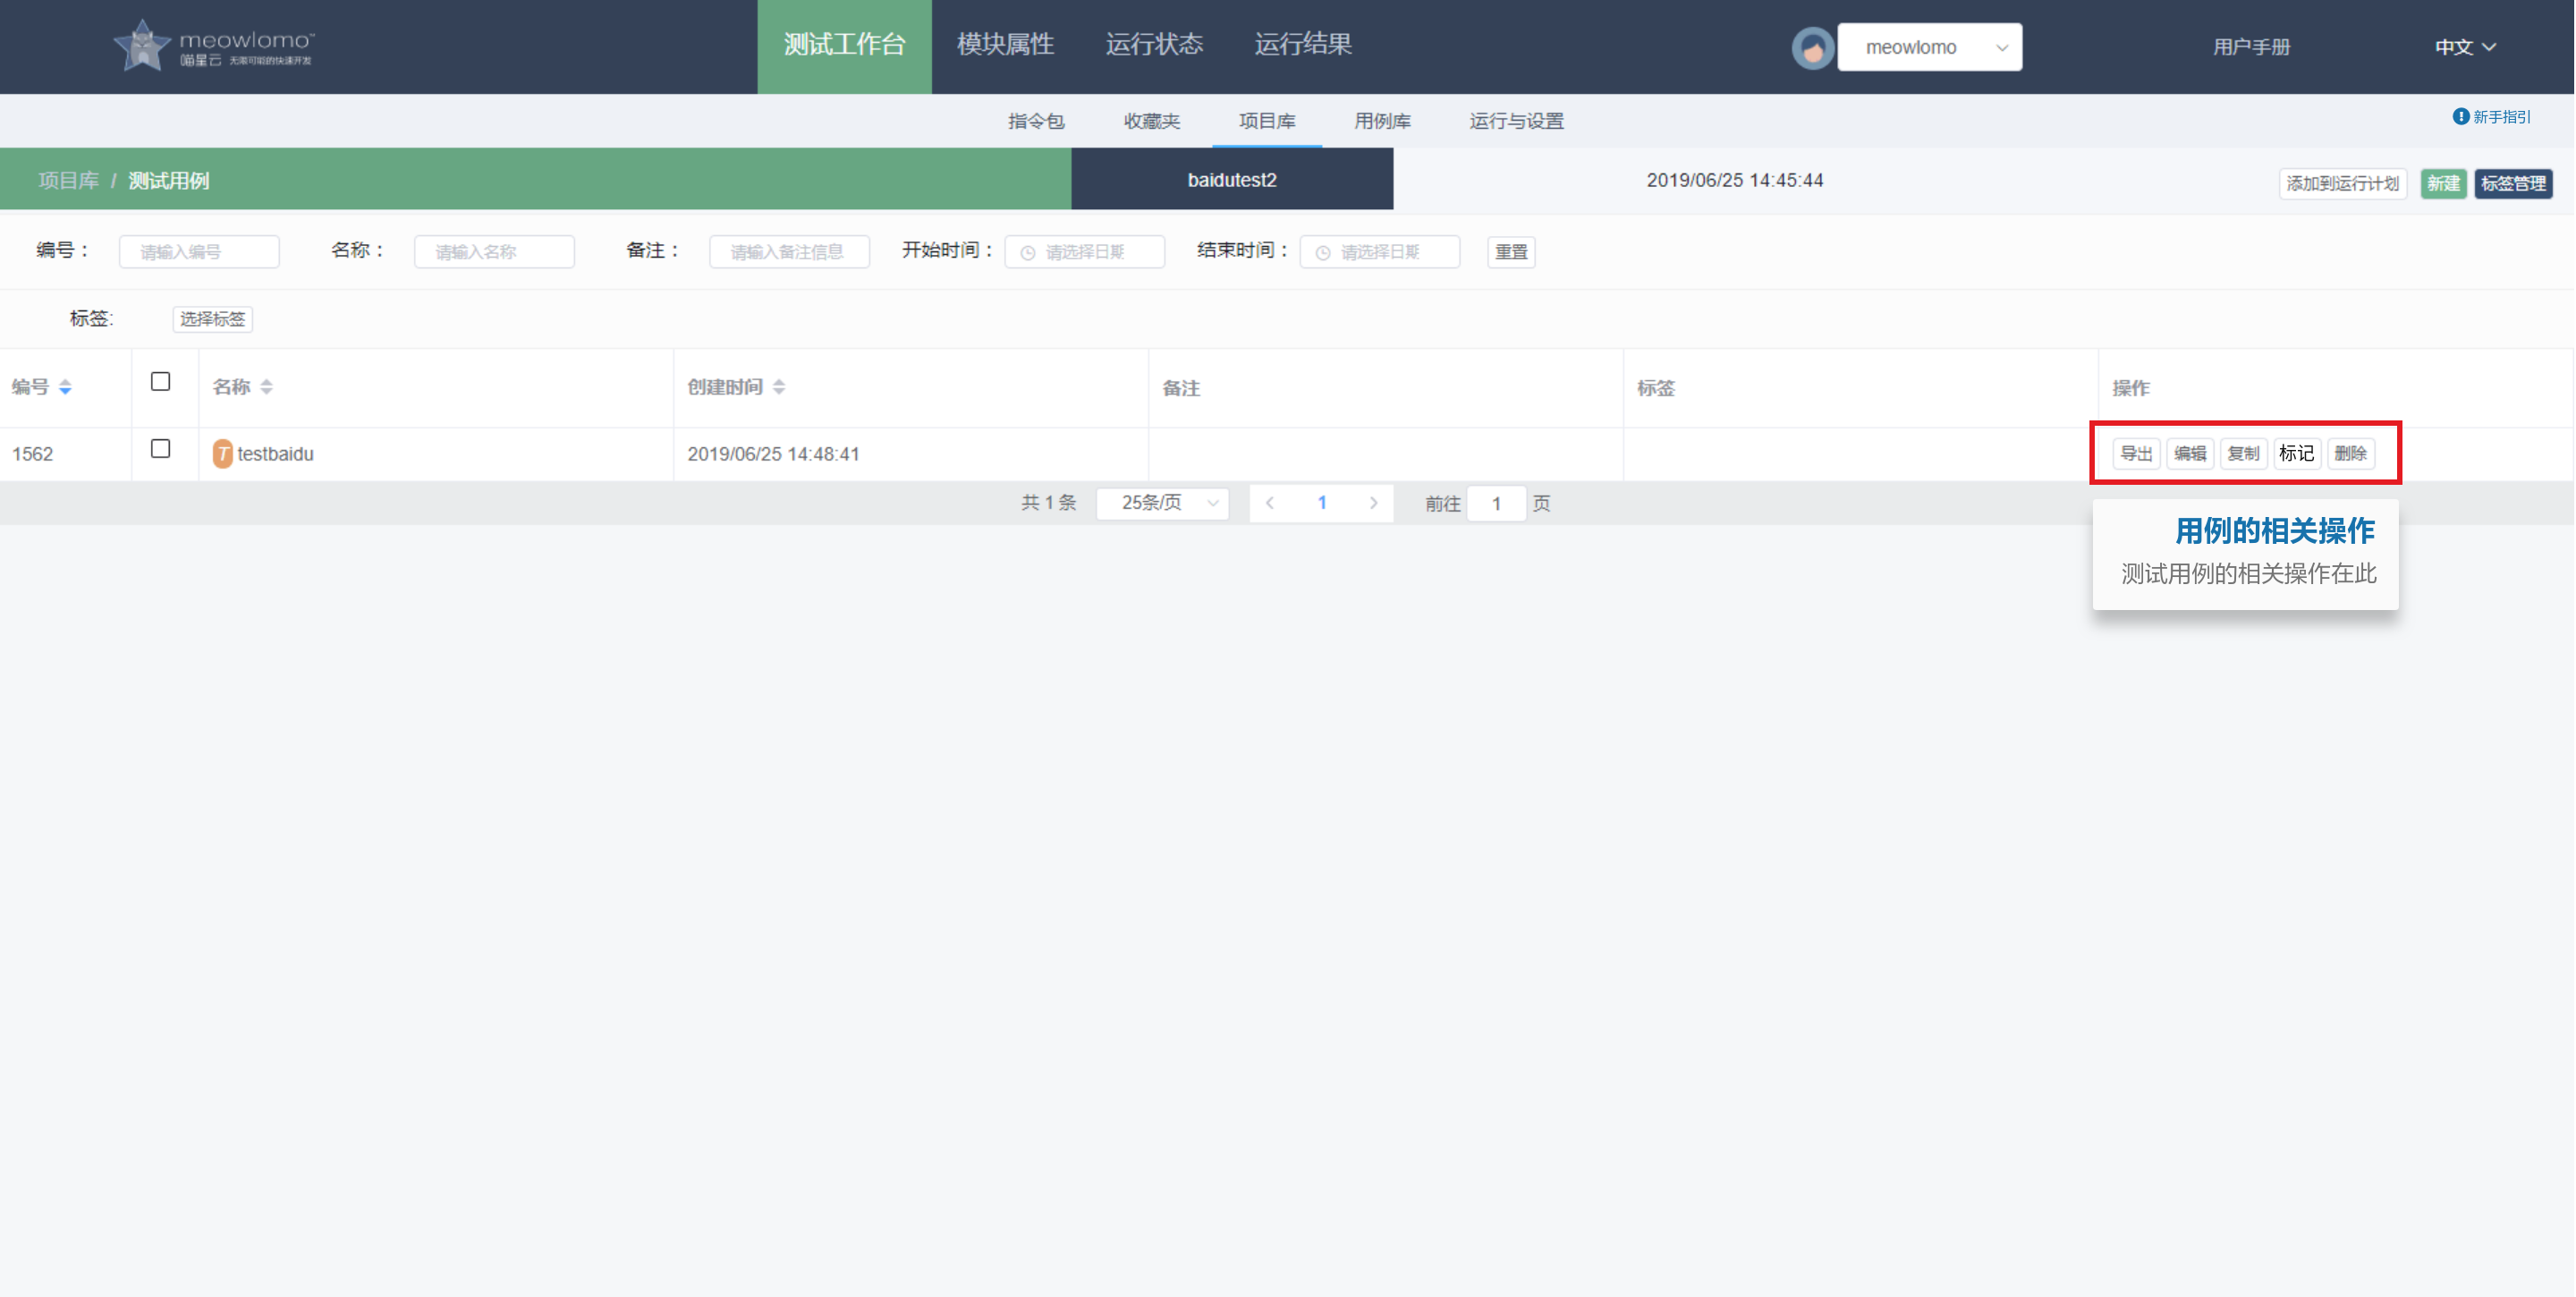 meowlomo™
喵星云 无限可能的快速开发
测试工作台 模块属性 运行状态 运行结果
meowlomo
用户手册
中文
指令包 收藏夹 项目库 用例库 运行与设置
新手指引
项目库 / 测试用例
baidutest2
2019/06/25 14:45:44
添加到运行计划 新建 标签管理
编号： 请输入编号 名称： 请输入名称 备注： 请输入备注信息 开始时间： 请选择日期 结束时间： 请选择日期 重置
标签: 选择标签
编号 名称 创建时间 备注 标签 操作
1562 T testbaidu 2019/06/25 14:48:41 导出 编辑 复制 标记 删除
共 1 条 25条/页 1 前往 1 页
用例的相关操作
测试用例的相关操作在此